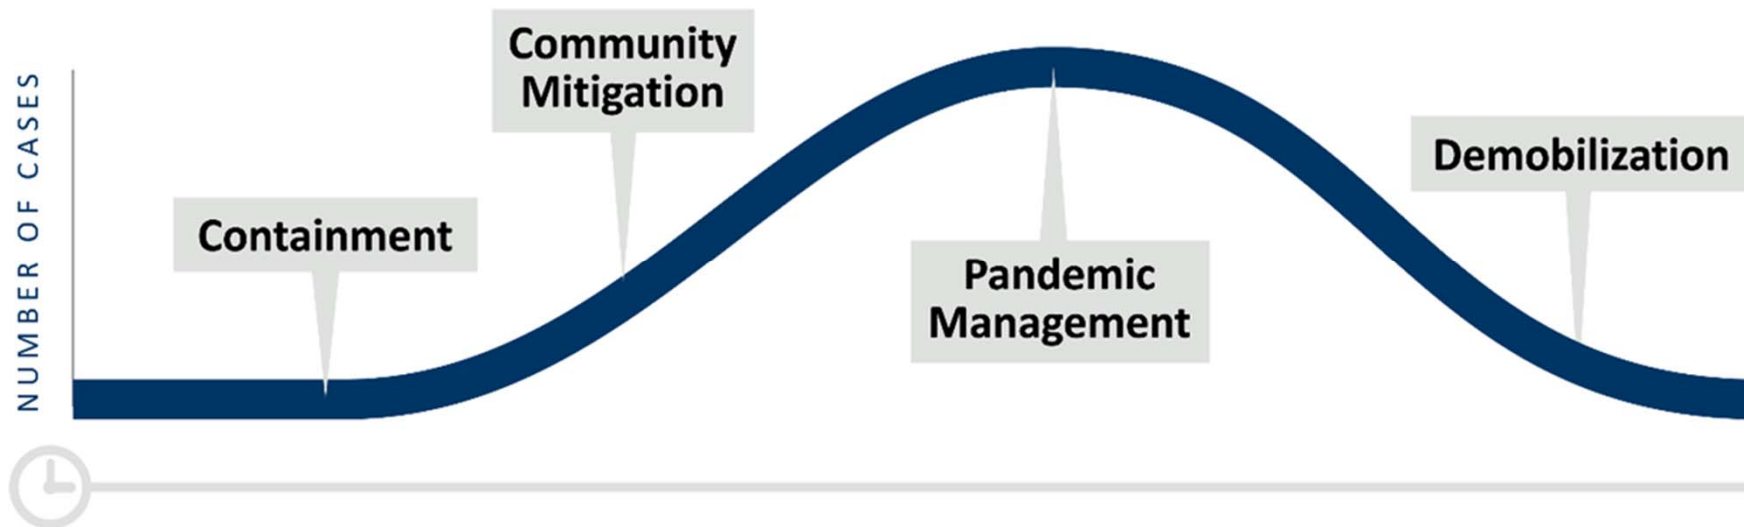 NUMBER OF CASES
Containment
Community
Mitigation
Pandemic
Management
Demobilization